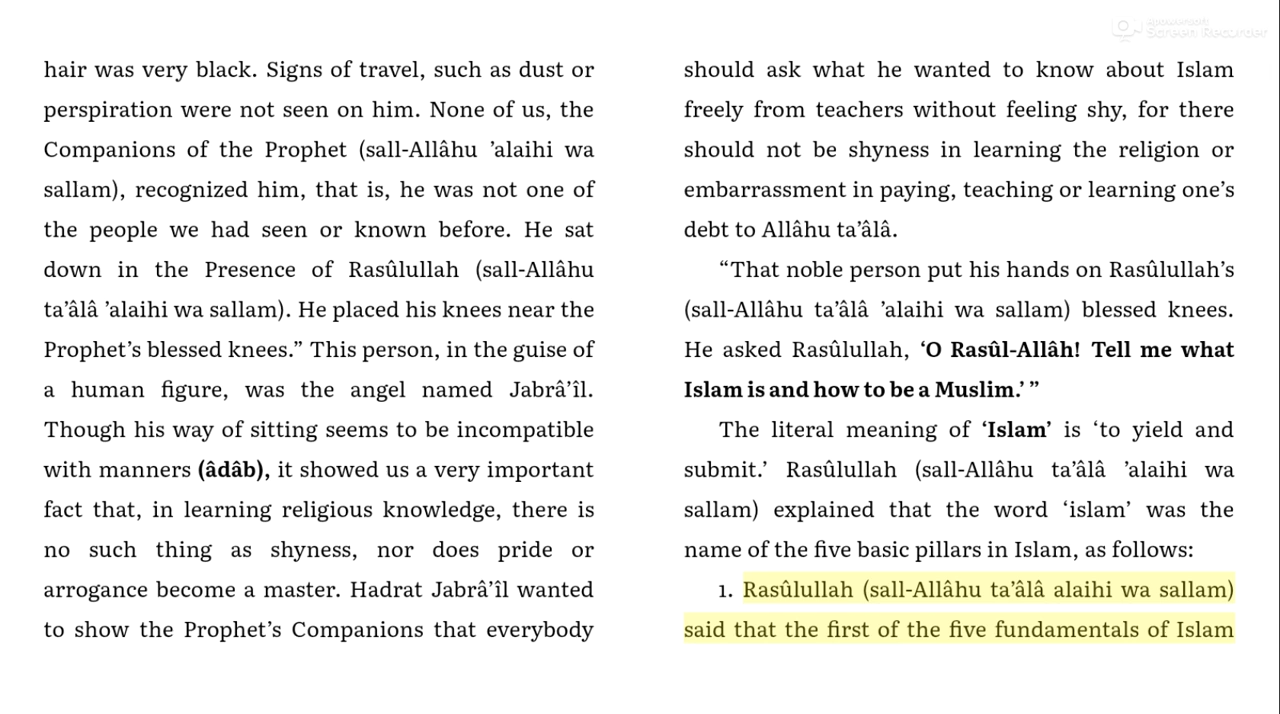 Apowersoft
Screen Recorder
hair was very black. Signs of travel, such as dust or
perspiration were not seen on him. None of us, the
Companions of the Prophet (sall-Allâhu ’alaihi wa
sallam), recognized him, that is, he was not one of
the people we had seen or known before. He sat
down in the Presence of Rasûlullah (sall-Allâhu
ta’âlâ ’alaihi wa sallam). He placed his knees near the
Prophet’s blessed knees.” This person, in the guise of
a human figure, was the angel named Jabrâ’îl.
Though his way of sitting seems to be incompatible
with manners (âdâb), it showed us a very important
fact that, in learning religious knowledge, there is
no such thing as shyness, nor does pride or
arrogance become a master. Hadrat Jabrâ’îl wanted
to show the Prophet’s Companions that everybody
should ask what he wanted to know about Islam
freely from teachers without feeling shy, for there
should not be shyness in learning the religion or
embarrassment in paying, teaching or learning one’s
debt to Allâhu ta’âlâ.
“That noble person put his hands on Rasûlullah’s
(sall-Allâhu ta’âlâ ’alaihi wa sallam) blessed knees.
He asked Rasûlullah, ‘O Rasûl-Allâh! Tell me what
Islam is and how to be a Muslim.’ ”
The literal meaning of ‘Islam’ is ‘to yield and
submit.’ Rasûlullah (sall-Allâhu ta’âlâ ’alaihi wa
sallam) explained that the word ‘islam’ was the
name of the five basic pillars in Islam, as follows:
1. Rasûlullah (sall-Allâhu ta’âlâ alaihi wa sallam)
said that the first of the five fundamentals of Islam